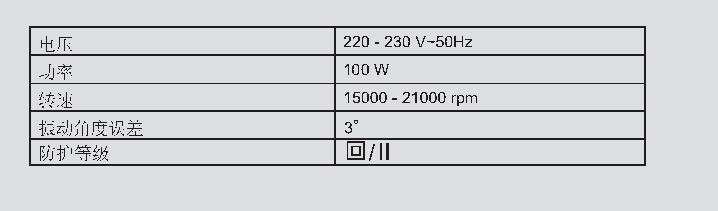 电压 220 - 230 V~50Hz
功率 100 W
转速 15000 - 21000 rpm
振动角度误差 3°
防护等级 回/II